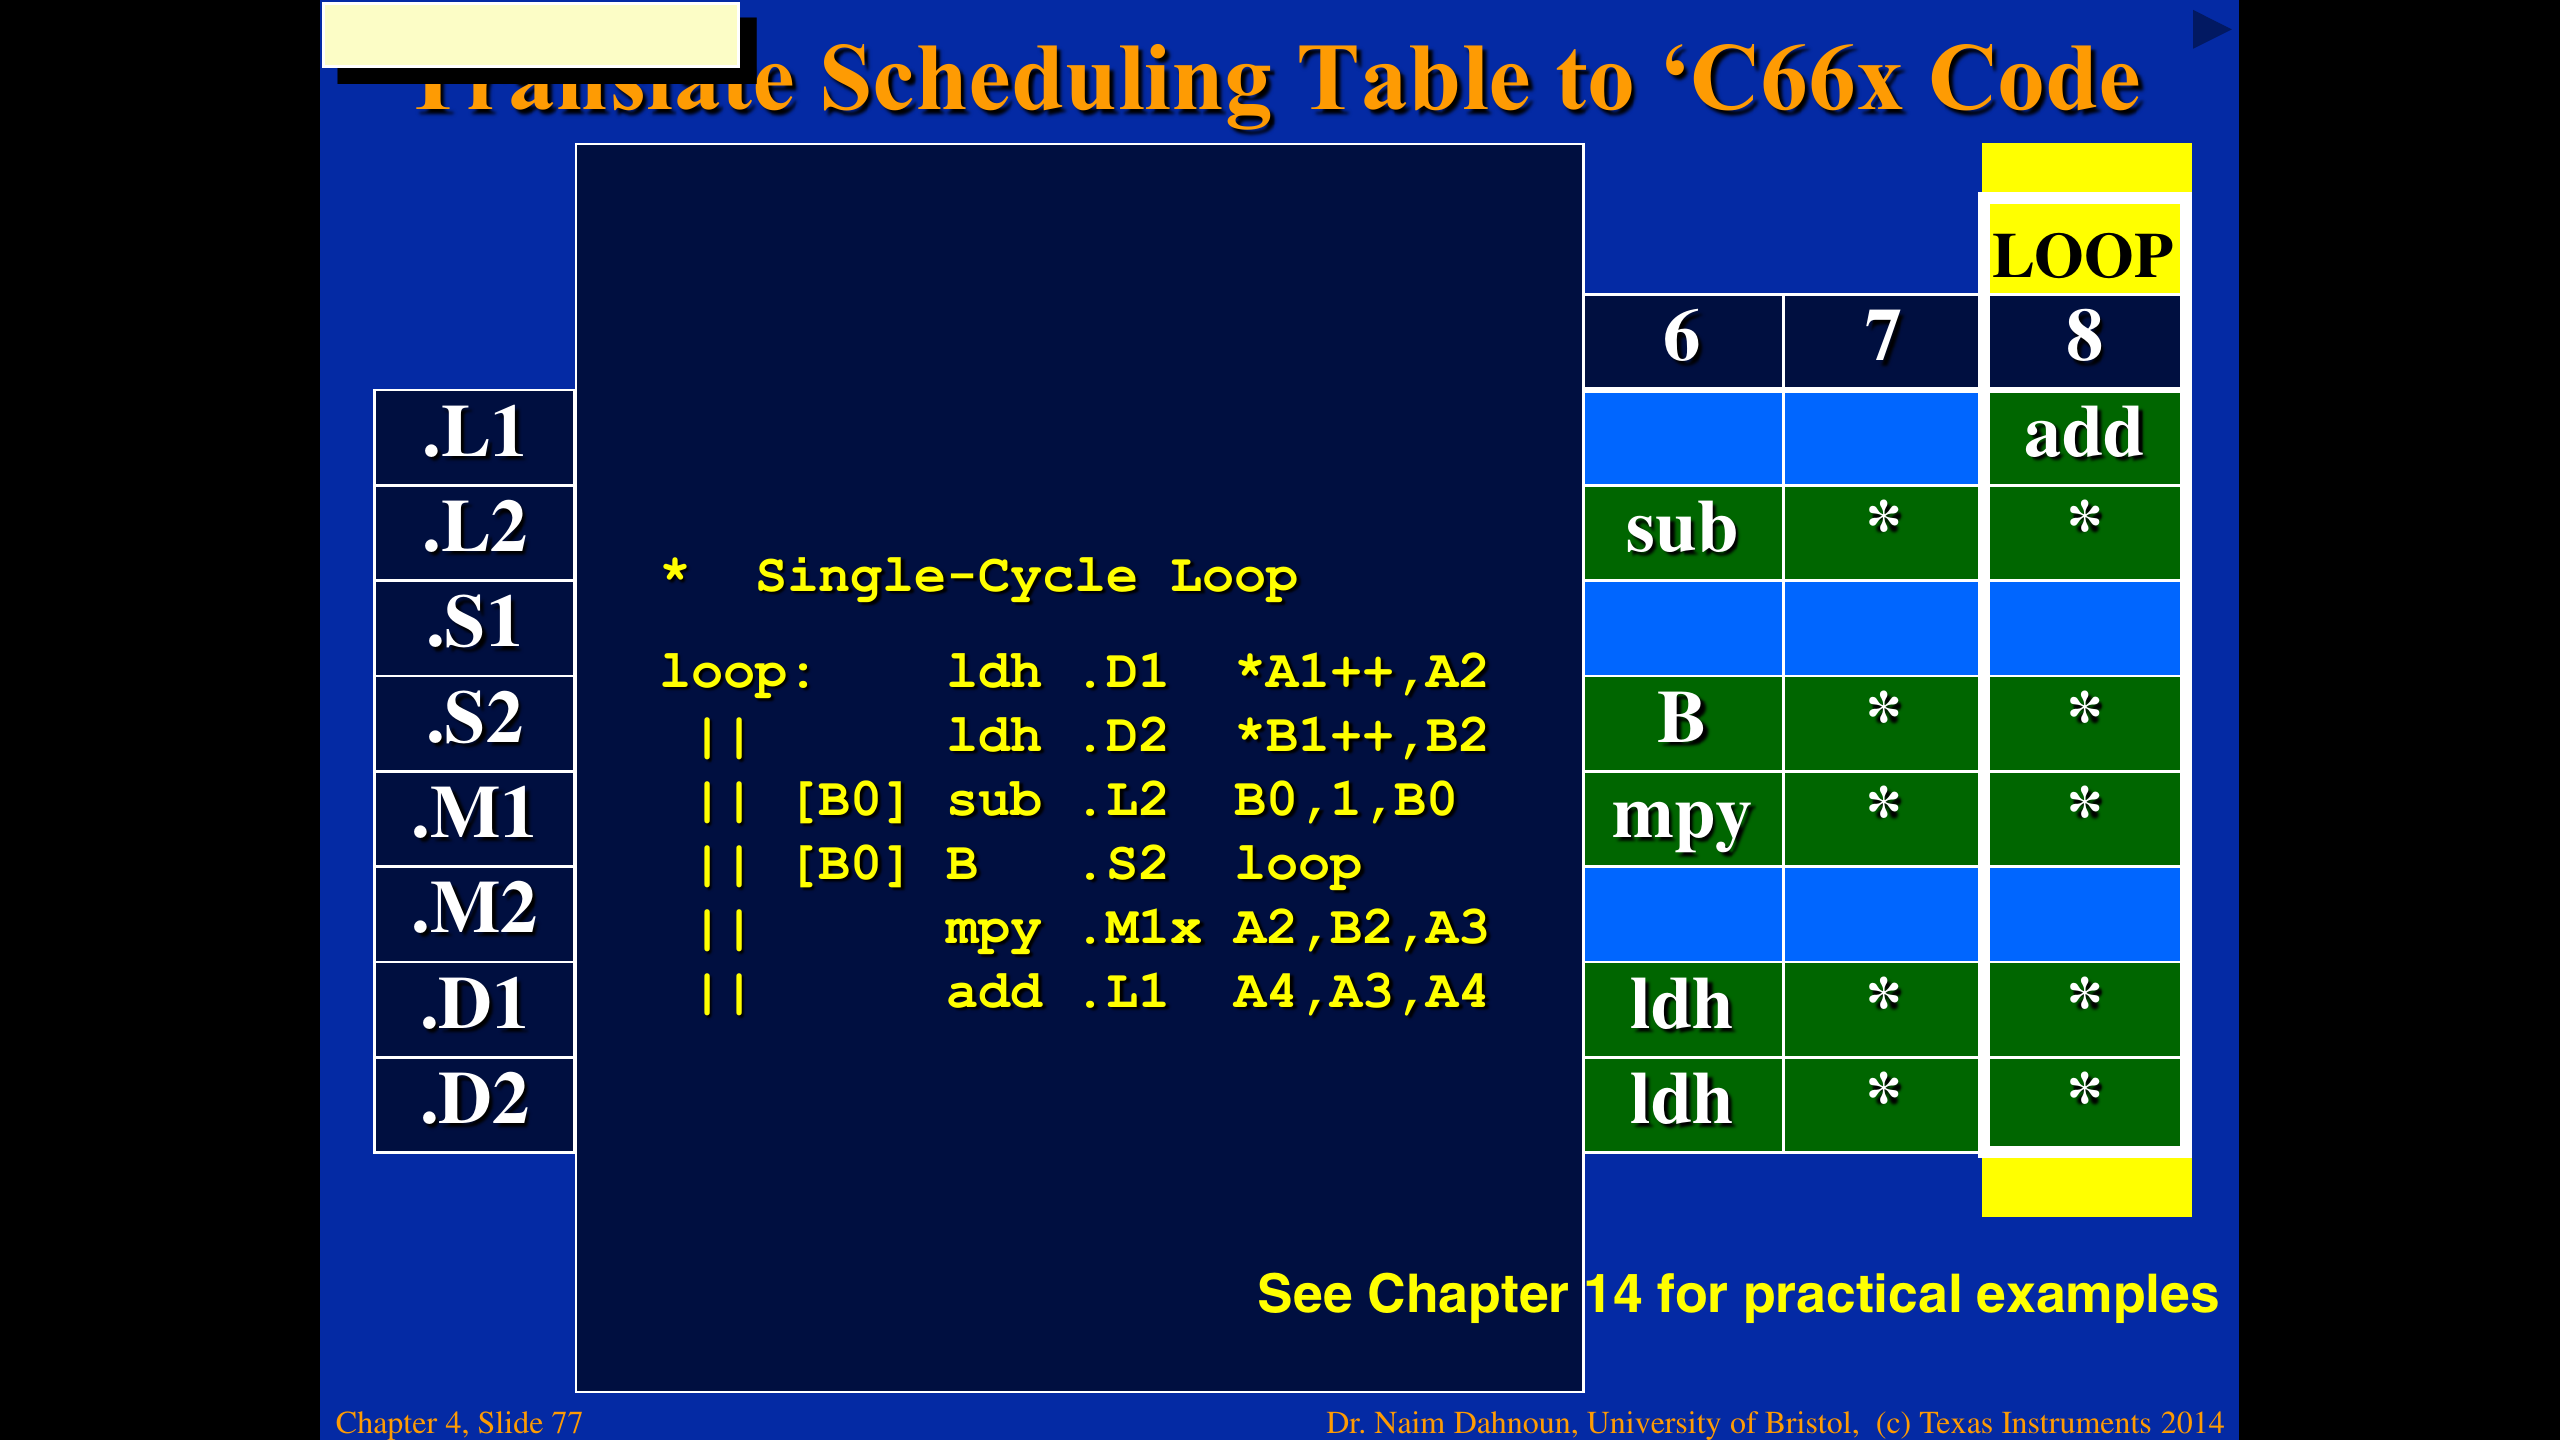 Translate Scheduling Table to ‘C66x Code
LOOP
6 7 8
.L1 add
.L2 sub * *
.S1
.S2 B * *
.M1 mpy * *
.M2
.D1 ldh * *
.D2 ldh * *
* Single-Cycle Loop
loop: ldh .D1 *A1++,A2
|| ldh .D2 *B1++,B2
|| [B0] sub .L2 B0,1,B0
|| [B0] B .S2 loop
|| mpy .M1x A2,B2,A3
|| add .L1 A4,A3,A4
See Chapter 14 for practical examples
Chapter 4, Slide 77
Dr. Naim Dahnoun, University of Bristol, (c) Texas Instruments 2014